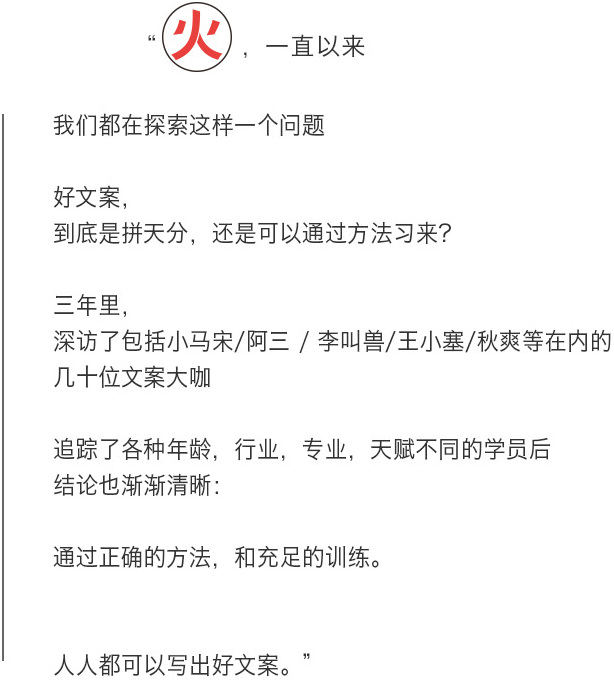 “火，一直以来
我们都在探索这样一个问题
好文案，
到底是拼天分，还是可以通过方法习来？
三年里，
深访了包括小马宋/阿三 / 李叫兽/王小塞/秋爽等在内的
几十位文案大咖
追踪了各种年龄，行业，专业，天赋不同的学员后
结论也渐渐清晰：
通过正确的方法，和充足的训练。
人人都可以写出好文案。”